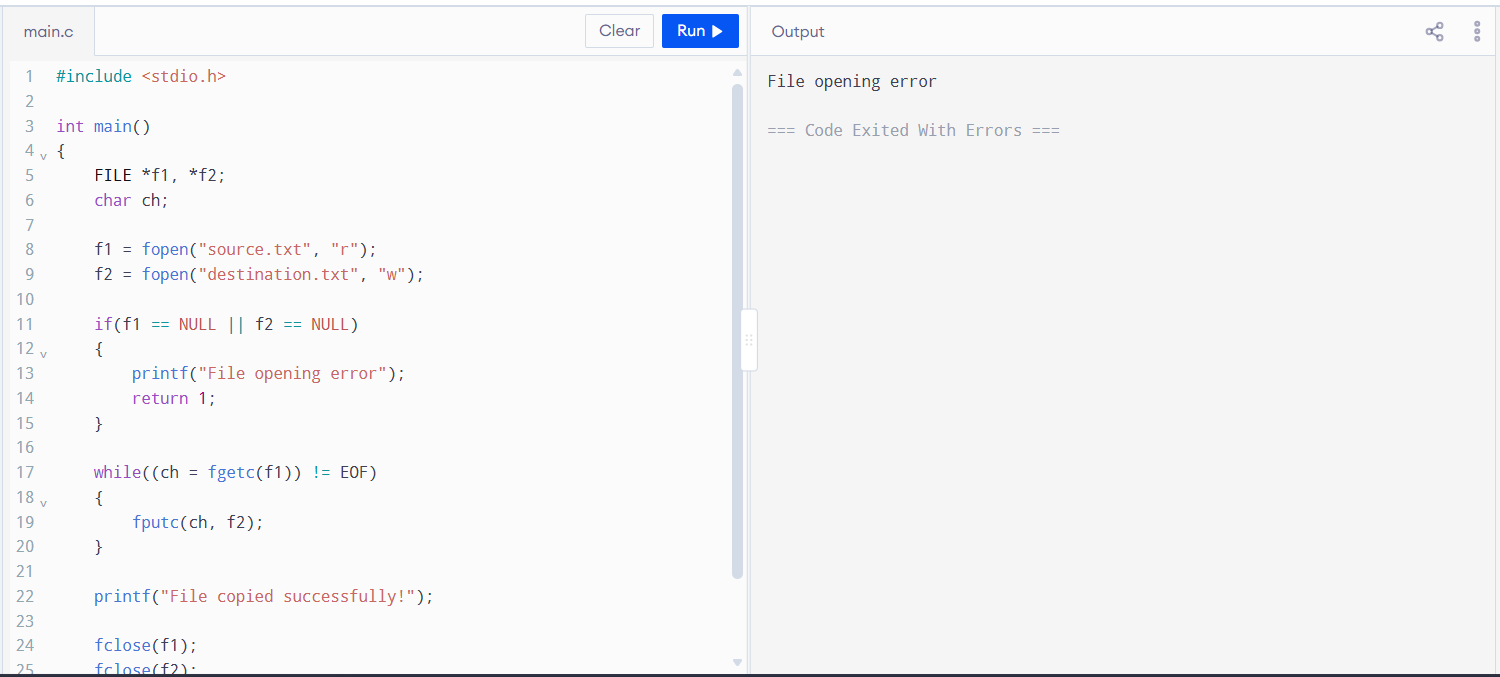 main.c
Clear
Run
Output
1 #include <stdio.h>
2
3 int main()
4 {
5     FILE *f1, *f2;
6     char ch;
7
8     f1 = fopen("source.txt", "r");
9     f2 = fopen("destination.txt", "w");
10
11     if(f1 == NULL || f2 == NULL)
12     {
13         printf("File opening error");
14         return 1;
15     }
16
17     while((ch = fgetc(f1)) != EOF)
18     {
19         fputc(ch, f2);
20     }
21
22     printf("File copied successfully!");
23
24     fclose(f1);
25     fclose(f2);
File opening error
=== Code Exited With Errors ===